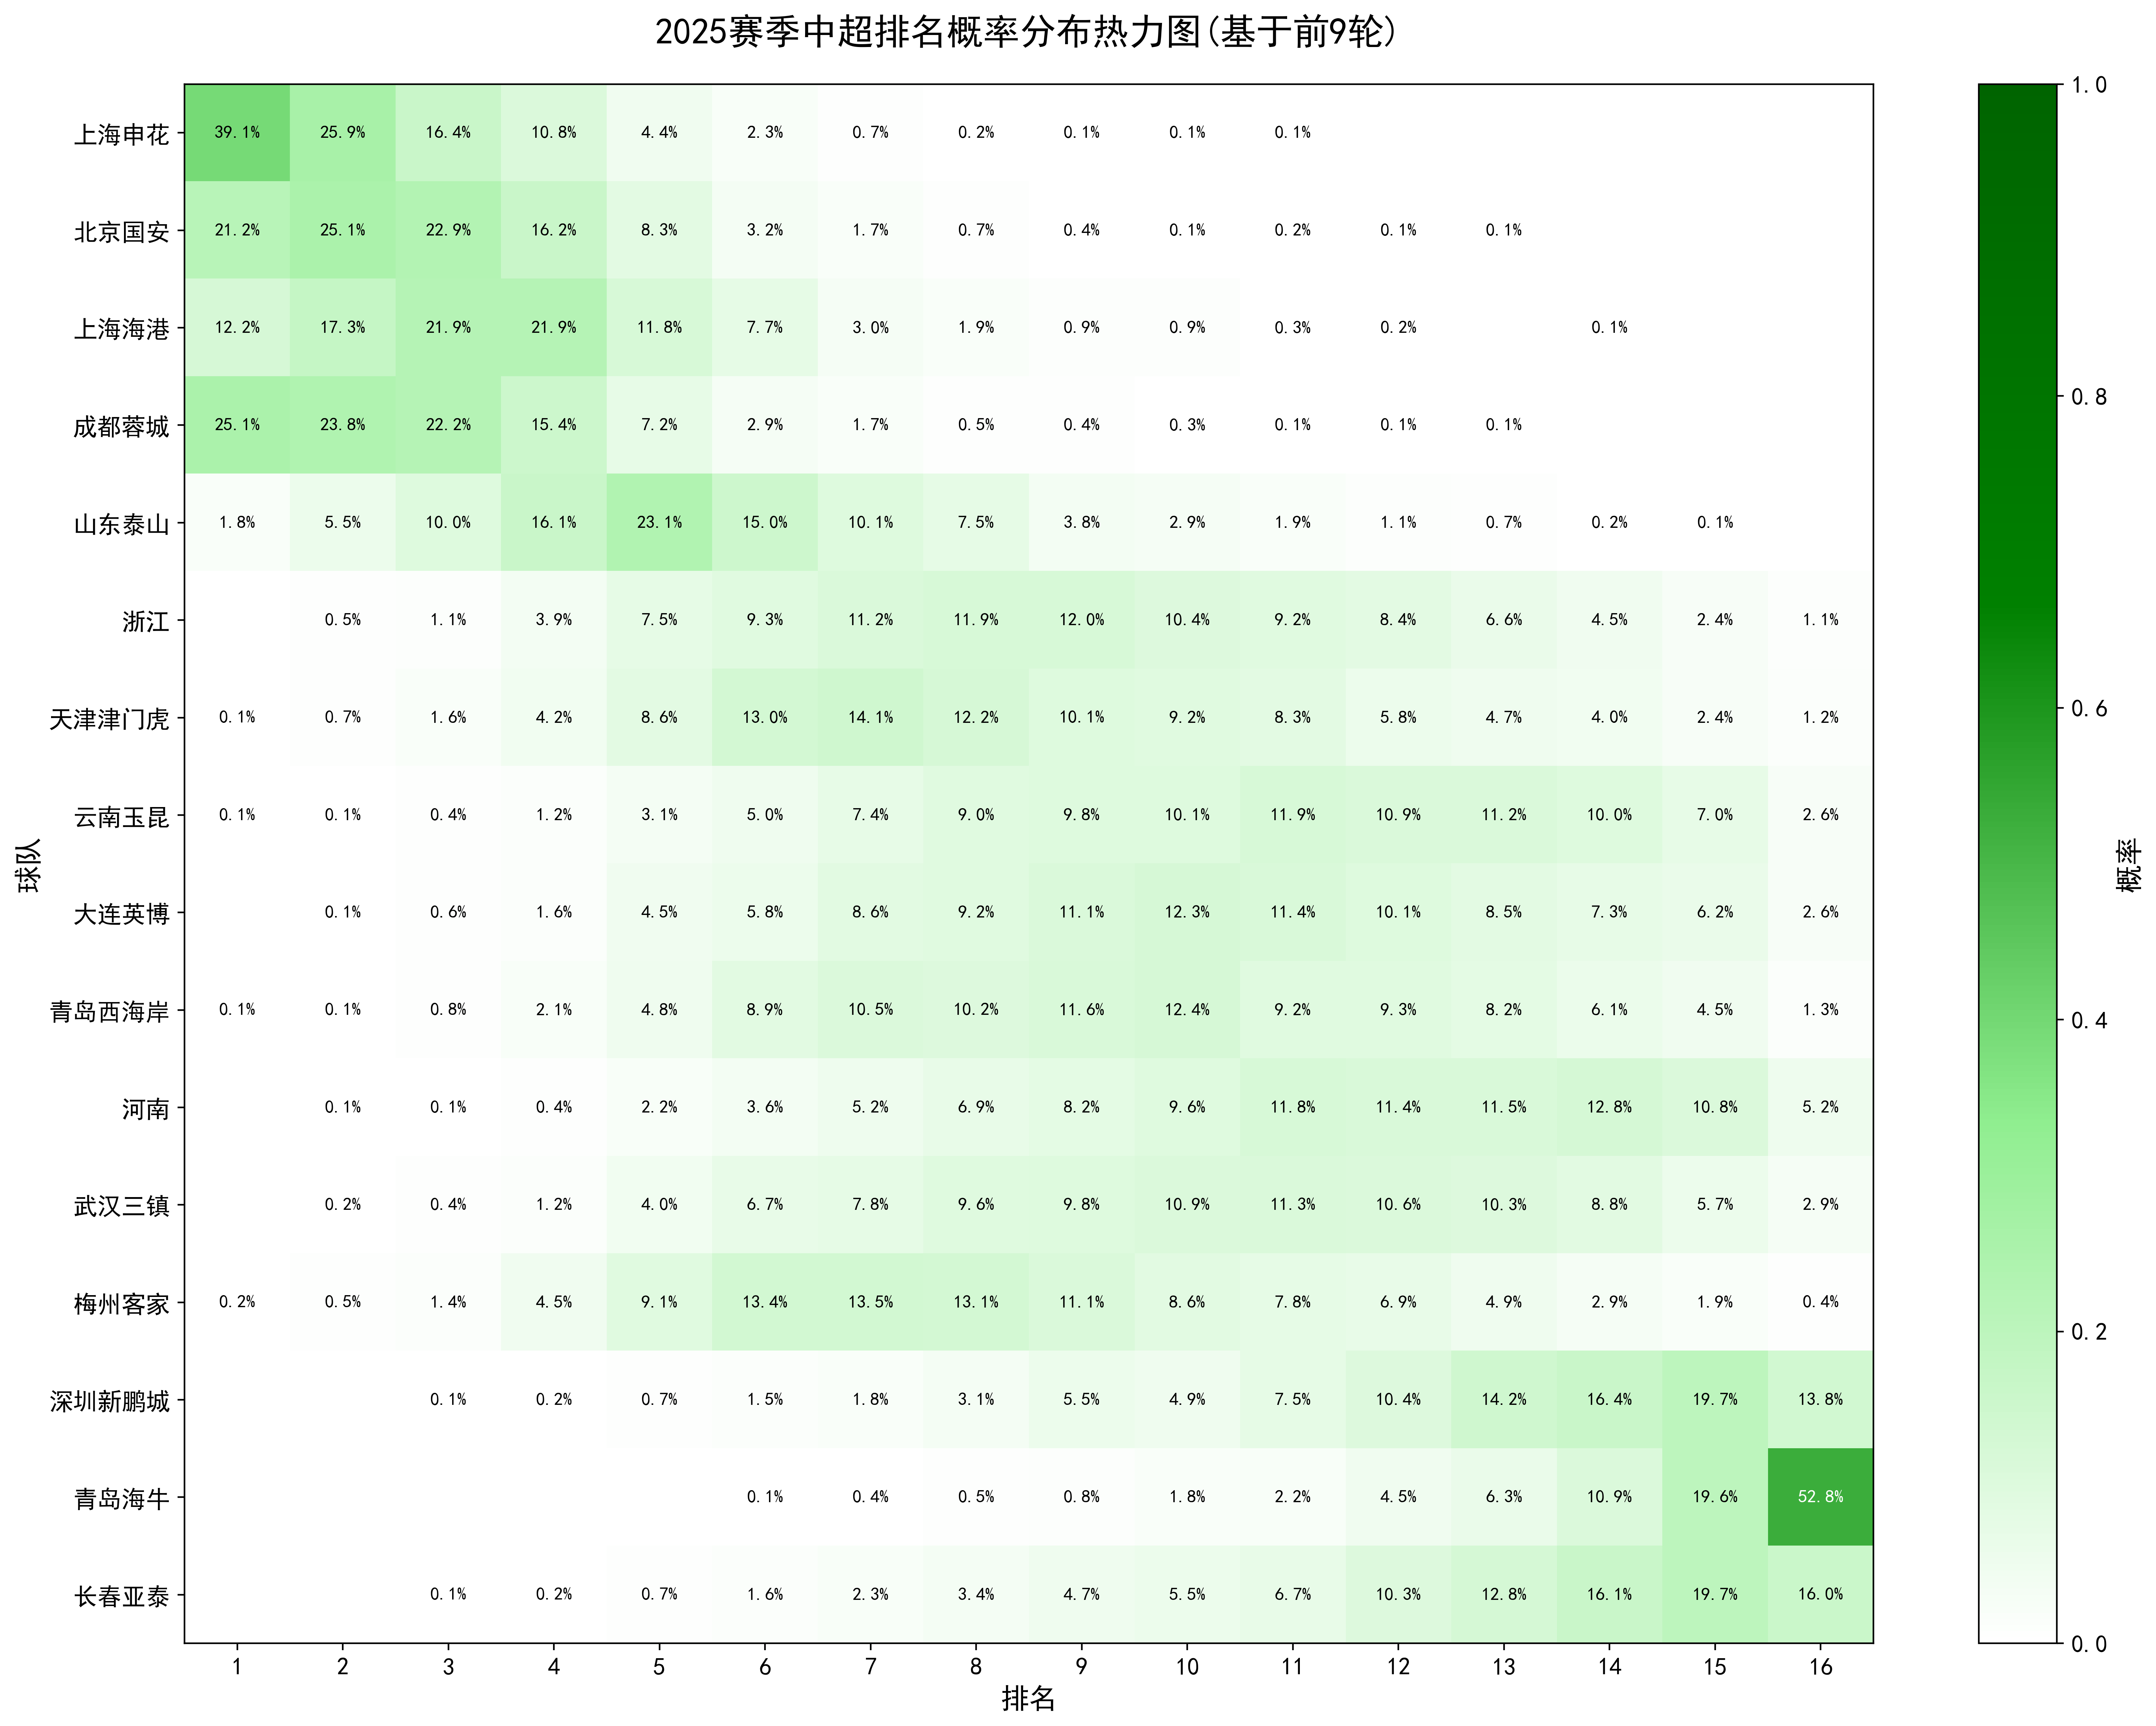 2025赛季中超排名概率分布热力图(基于前9轮)
上海申花 39.1% 25.9% 16.4% 10.8% 4.4% 2.3% 0.7% 0.2% 0.1% 0.1% 0.1%
北京国安 21.2% 25.1% 22.9% 16.2% 8.3% 3.2% 1.7% 0.7% 0.4% 0.1% 0.2% 0.1% 0.1%
上海海港 12.2% 17.3% 21.9% 21.9% 11.8% 7.7% 3.0% 1.9% 0.9% 0.9% 0.3% 0.2% 0.1%
成都蓉城 25.1% 23.8% 22.2% 15.4% 7.2% 2.9% 1.7% 0.5% 0.4% 0.3% 0.1% 0.1% 0.1%
山东泰山 1.8% 5.5% 10.0% 16.1% 23.1% 15.0% 10.1% 7.5% 3.8% 2.9% 1.9% 1.1% 0.7% 0.2% 0.1%
浙江 0.5% 1.1% 3.9% 7.5% 9.3% 11.2% 11.9% 12.0% 10.4% 9.2% 8.4% 6.6% 4.5% 2.4% 1.1%
天津津门虎 0.1% 0.7% 1.6% 4.2% 8.6% 13.0% 14.1% 12.2% 10.1% 9.2% 8.3% 5.8% 4.7% 4.0% 2.4% 1.2%
云南玉昆 0.1% 0.1% 0.4% 1.2% 3.1% 5.0% 7.4% 9.0% 9.8% 10.1% 11.9% 10.9% 11.2% 10.0% 7.0% 2.6%
大连英博 0.1% 0.6% 1.6% 4.5% 5.8% 8.6% 9.2% 11.1% 12.3% 11.4% 10.1% 8.5% 7.3% 6.2% 2.6%
青岛西海岸 0.1% 0.1% 0.8% 2.1% 4.8% 8.9% 10.5% 10.2% 11.6% 12.4% 9.2% 9.3% 8.2% 6.1% 4.5% 1.3%
河南 0.1% 0.1% 0.4% 2.2% 3.6% 5.2% 6.9% 8.2% 9.6% 11.8% 11.4% 11.5% 12.8% 10.8% 5.2%
武汉三镇 0.2% 0.4% 1.2% 4.0% 6.7% 7.8% 9.6% 9.8% 10.9% 11.3% 10.6% 10.3% 8.8% 5.7% 2.9%
梅州客家 0.2% 0.5% 1.4% 4.5% 9.1% 13.4% 13.5% 13.1% 11.1% 8.6% 7.8% 6.9% 4.9% 2.9% 1.9% 0.4%
深圳新鹏城 0.1% 0.2% 0.7% 1.5% 1.8% 3.1% 5.5% 4.9% 7.5% 10.4% 14.2% 16.4% 19.7% 13.8%
青岛海牛 0.1% 0.4% 0.5% 0.8% 1.8% 2.2% 4.5% 6.3% 10.9% 19.6% 52.8%
长春亚泰 0.1% 0.2% 0.7% 1.6% 2.3% 3.4% 4.7% 5.5% 6.7% 10.3% 12.8% 16.1% 19.7% 16.0%
1 2 3 4 5 6 7 8 9 10 11 12 13 14 15 16
排名
球队
1.0
0.8
0.6
0.4
0.2
0.0
概率